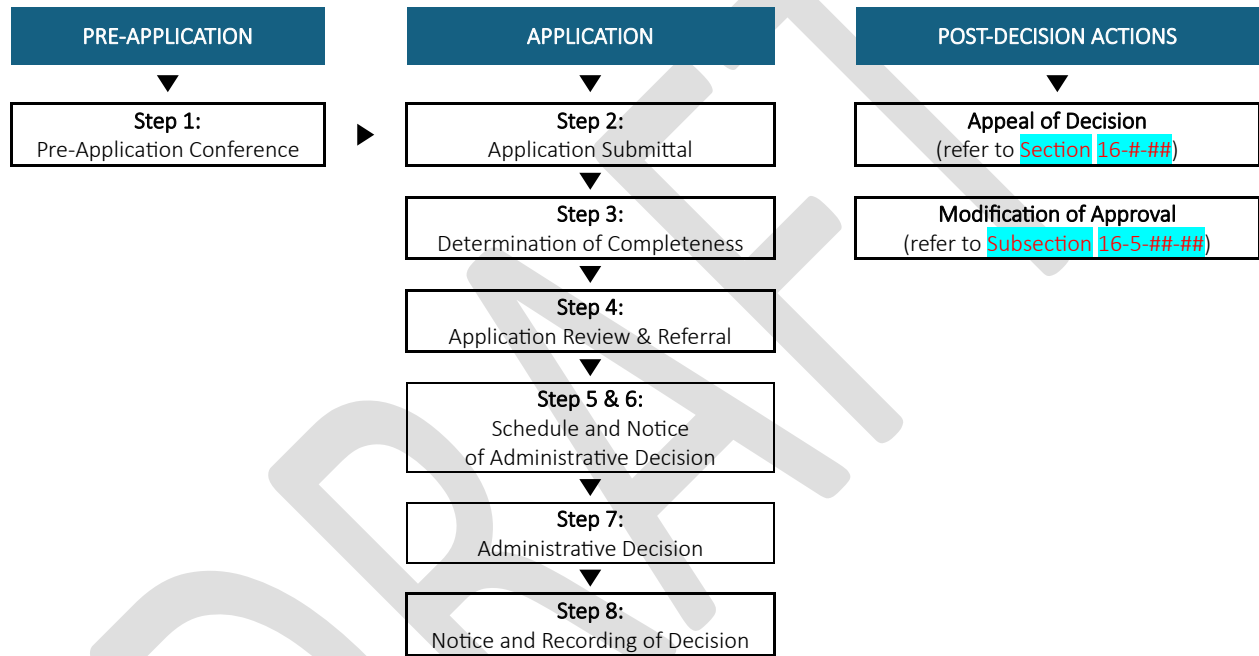 PRE-APPLICATION
Step 1:
Pre-Application Conference
APPLICATION
Step 2:
Application Submittal
Step 3:
Determination of Completeness
Step 4:
Application Review & Referral
Step 5 & 6:
Schedule and Notice
of Administrative Decision
Step 7:
Administrative Decision
Step 8:
Notice and Recording of Decision
POST-DECISION ACTIONS
Appeal of Decision
(refer to Section 16-#-##)
Modification of Approval
(refer to Subsection 16-5-##-##)
DRAFT